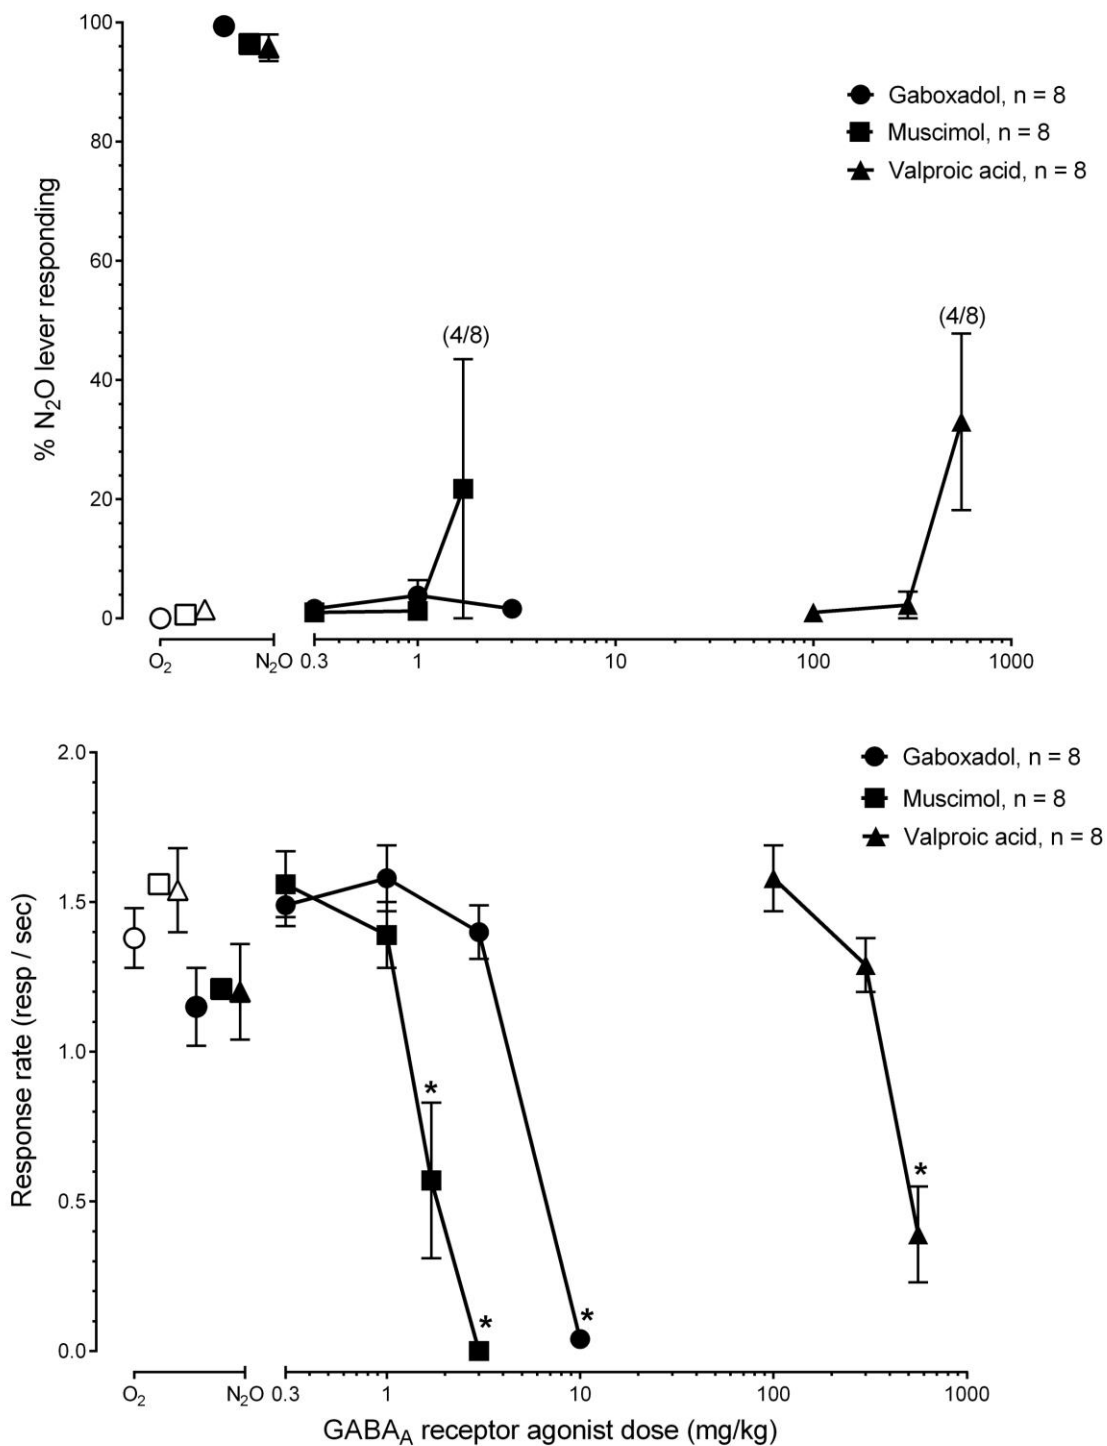 100
80
60
40
20
0
% N₂O lever responding
Gaboxadol, n = 8
Muscimol, n = 8
Valproic acid, n = 8
(4/8)
(4/8)
O₂ N₂O 0.3 1 10 100 1000
2.0
1.5
1.0
0.5
0.0
Response rate (resp / sec)
Gaboxadol, n = 8
Muscimol, n = 8
Valproic acid, n = 8
*
*
*
*
O₂ N₂O 0.3 1 10 100 1000
GABA_A receptor agonist dose (mg/kg)